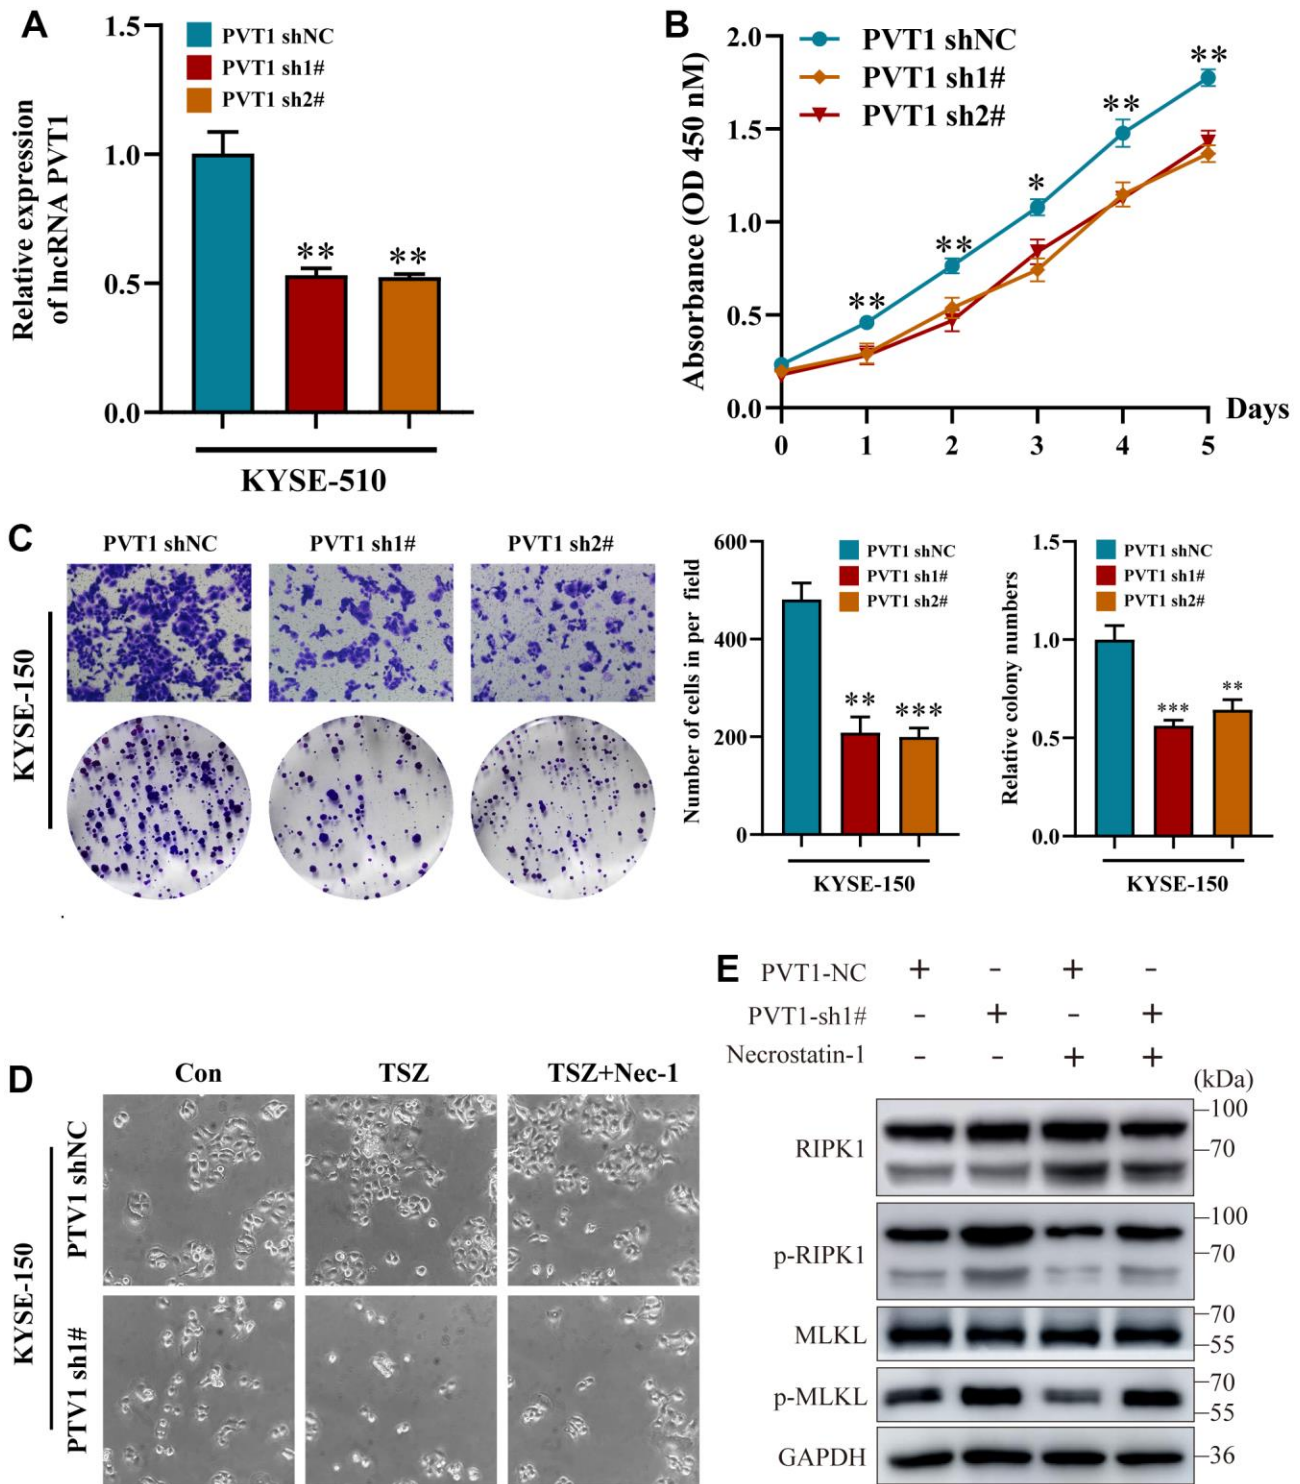 A
1.5
1.0
0.5
0.0
Relative expression
of lncRNA PVT1
PVT1 shNC
PVT1 sh1#
PVT1 sh2#
**
**
KYSE-510
B
2.0
1.5
1.0
0.5
0.0
Absorbance (OD 450 nM)
PVT1 shNC
PVT1 sh1#
PVT1 sh2#
**
**
*
**
**
0 1 2 3 4 5
Days
C
PVT1 shNC PVT1 sh1# PVT1 sh2#
KYSE-150
600
400
200
0
Number of cells in per field
PVT1 shNC
PVT1 sh1#
PVT1 sh2#
** ***
KYSE-150
1.5
1.0
0.5
0.0
Relative colony numbers
PVT1 shNC
PVT1 sh1#
PVT1 sh2#
*** **
KYSE-150
D
Con TSZ TSZ+Nec-1
KYSE-150
PTV1 shNC
PTV1 sh1#
E
PVT1-NC + - + -
PVT1-sh1# - + - +
Necrostatin-1 - - + +
(kDa)
RIPK1
100
70
p-RIPK1
100
70
MLKL
70
55
p-MLKL
70
55
GAPDH
36